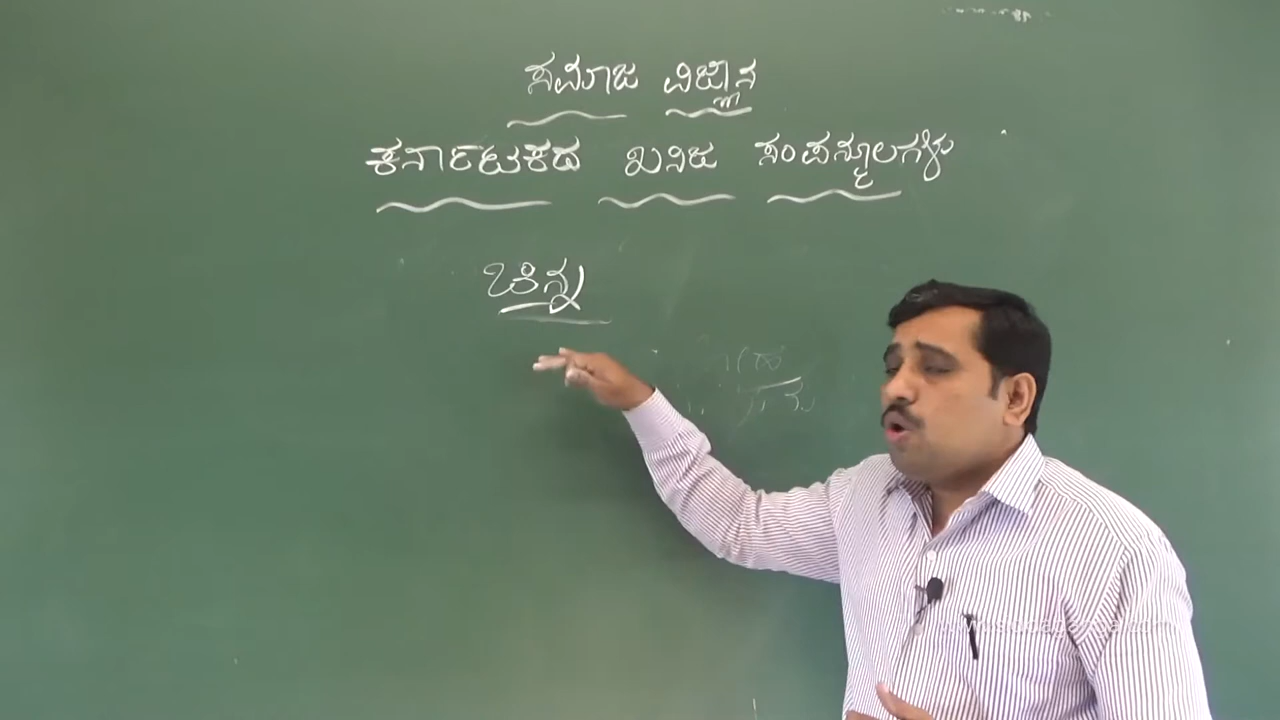 ಸಮಾಜ ವಿಜ್ಞಾನ
ಕರ್ನಾಟಕದ ಖನಿಜ ಸಂಪನ್ಮೂಲಗಳು
ಚಿನ್ನ